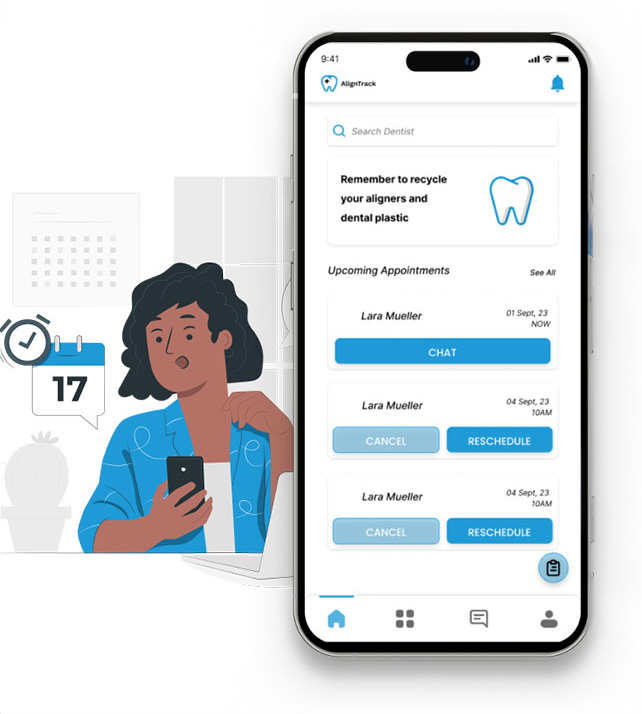 9:41
AlignTrack
Search Dentist
Remember to recycle
your aligners and
dental plastic
Upcoming Appointments
See All
Lara Mueller
01 Sept, 23
NOW
CHAT
Lara Mueller
04 Sept, 23
10AM
CANCEL
RESCHEDULE
Lara Mueller
04 Sept, 23
10AM
CANCEL
RESCHEDULE
17